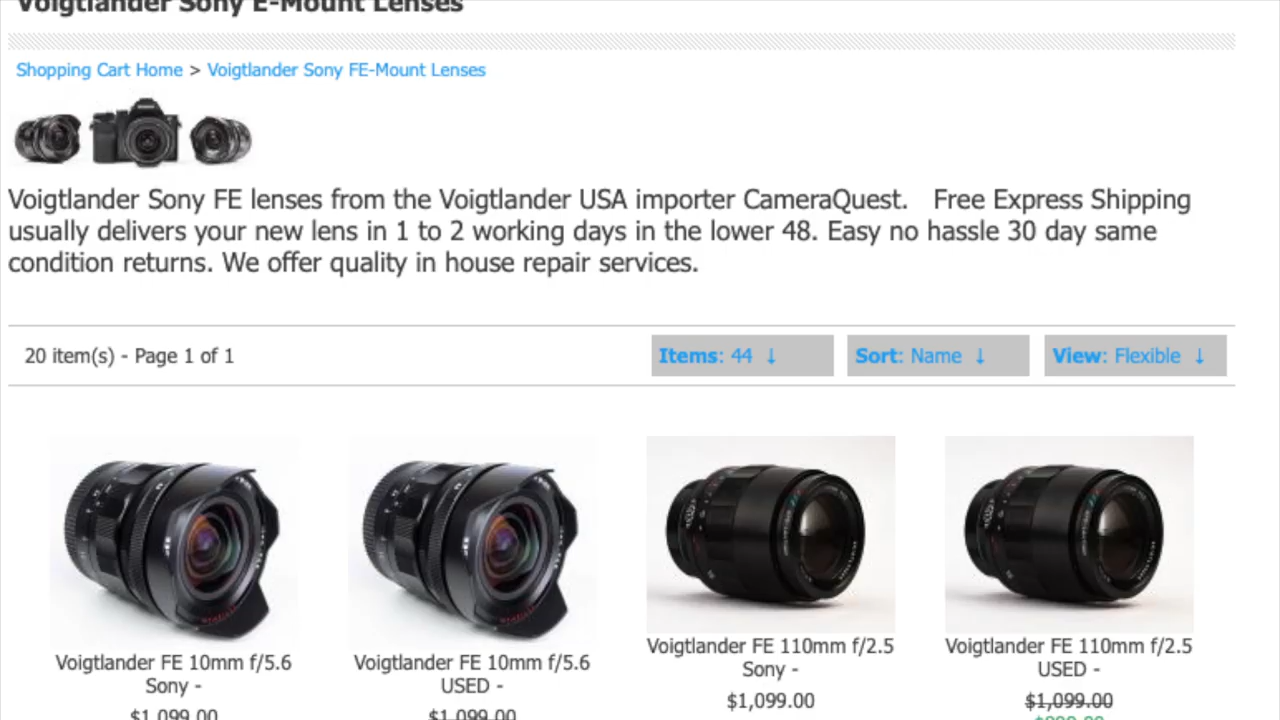 Voigtlander Sony E-Mount Lenses
Shopping Cart Home > Voigtlander Sony FE-Mount Lenses
Voigtlander Sony FE lenses from the Voigtlander USA importer CameraQuest. Free Express Shipping
usually delivers your new lens in 1 to 2 working days in the lower 48. Easy no hassle 30 day same
condition returns. We offer quality in house repair services.
20 item(s) - Page 1 of 1
Items: 44 ↓
Sort: Name ↓
View: Flexible ↓
Voigtlander FE 10mm f/5.6
Sony -
$1,099.00
Voigtlander FE 10mm f/5.6
USED -
$1,099.00
Voigtlander FE 110mm f/2.5
Sony -
$1,099.00
Voigtlander FE 110mm f/2.5
USED -
$1,099.00